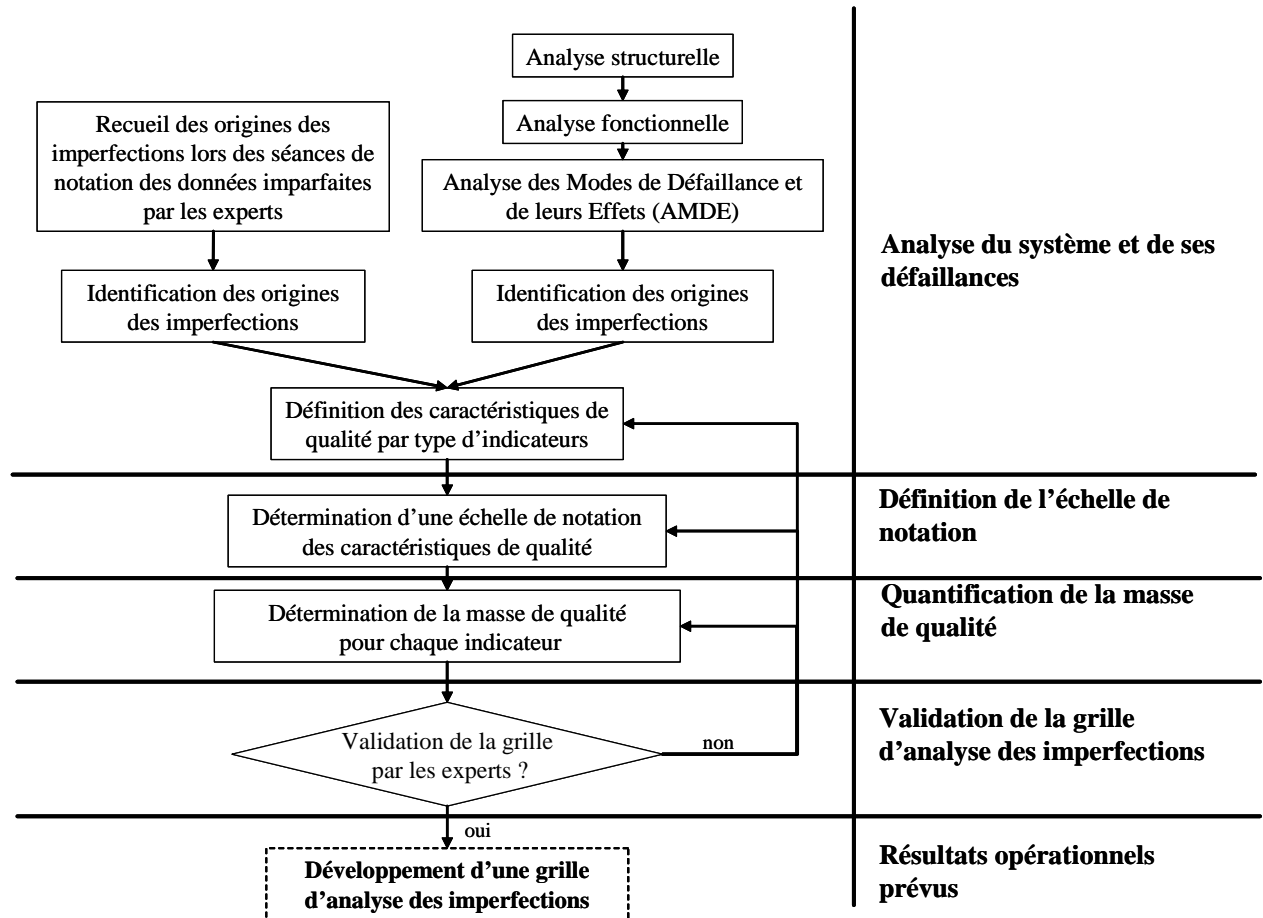 Analyse structurelle
Analyse fonctionnelle
Recueil des origines des
imperfections lors des séances de
notation des données imparfaites
par les experts
Analyse des Modes de Défaillance et
de leurs Effets (AMDE)
Identification des origines
des imperfections
Identification des origines
des imperfections
Définition des caractéristiques de
qualité par type d'indicateurs
Analyse du système et de ses
défaillances
Détermination d'une échelle de notation
des caractéristiques de qualité
Définition de l'échelle de
notation
Détermination de la masse de qualité
pour chaque indicateur
Quantification de la masse
de qualité
Validation de la grille
par les experts ?
non
Validation de la grille
d'analyse des imperfections
oui
Développement d'une grille
d'analyse des imperfections
Résultats opérationnels
prévus